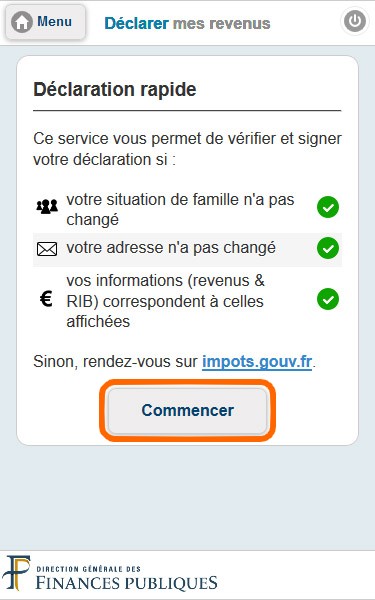 Menu
Déclarer mes revenus
Déclaration rapide
Ce service vous permet de vérifier et signer
votre déclaration si :
votre situation de famille n'a pas
changé
votre adresse n'a pas changé
vos informations (revenus &
RIB) correspondent à celles
affichées
Sinon, rendez-vous sur impots.gouv.fr.
Commencer
DIRECTION GÉNÉRALE DES
FINANCES PUBLIQUES